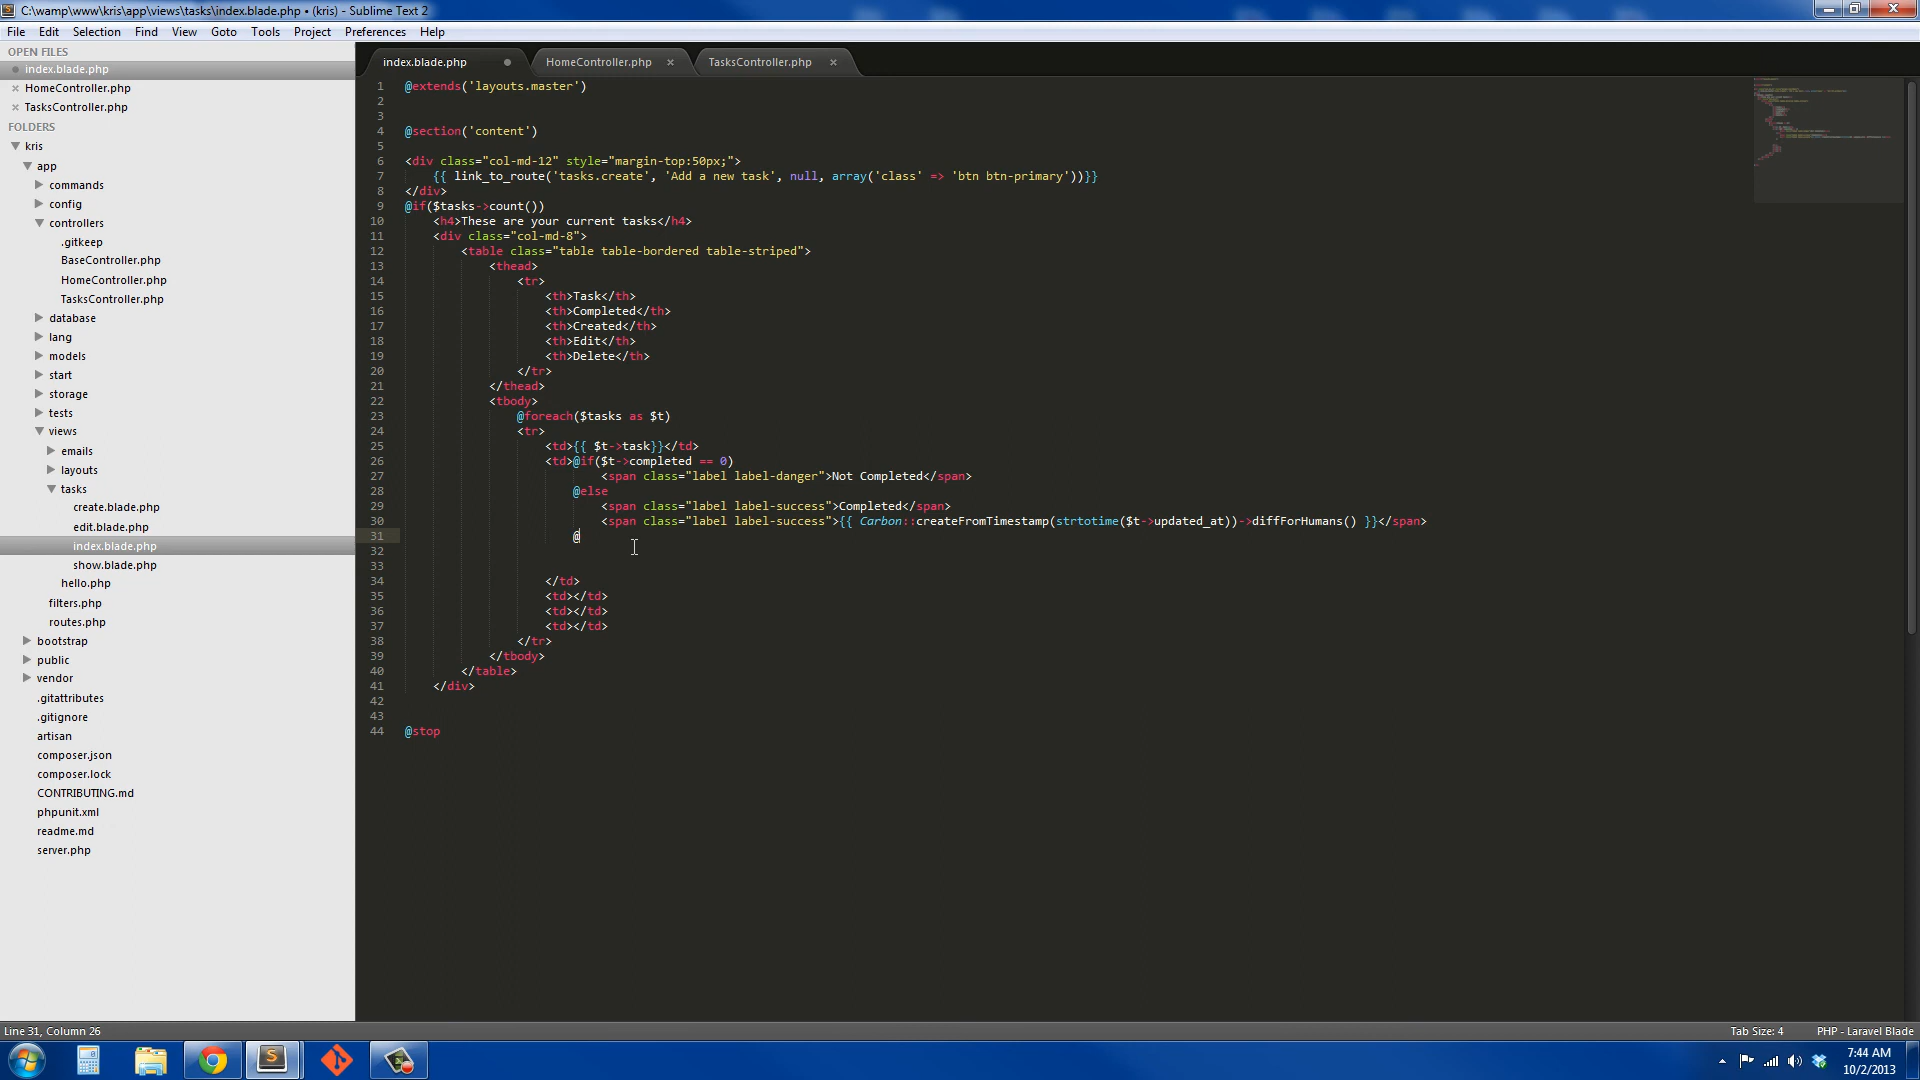 C:\wamp\www\kris\app\views\tasks\index.blade.php • (kris) - Sublime Text 2
File Edit Selection Find View Goto Tools Project Preferences Help
OPEN FILES
index.blade.php
HomeController.php
TasksController.php
FOLDERS
kris
app
commands
config
controllers
.gitkeep
BaseController.php
HomeController.php
TasksController.php
database
lang
models
start
storage
tests
views
emails
layouts
tasks
create.blade.php
edit.blade.php
index.blade.php
show.blade.php
hello.php
filters.php
routes.php
bootstrap
public
vendor
.gitattributes
.gitignore
artisan
composer.json
composer.lock
CONTRIBUTING.md
phpunit.xml
readme.md
server.php
index.blade.php HomeController.php TasksController.php
1 @extends('layouts.master')
2
3
4 @section('content')
5
6 <div class="col-md-12" style="margin-top:50px;">
7 {{ link_to_route('tasks.create', 'Add a new task', null, array('class' => 'btn btn-primary'))}}
8 </div>
9 @if($tasks->count())
10 <h4>These are your current tasks</h4>
11 <div class="col-md-8">
12 <table class="table table-bordered table-striped">
13 <thead>
14 <tr>
15 <th>Task</th>
16 <th>Completed</th>
17 <th>Created</th>
18 <th>Edit</th>
19 <th>Delete</th>
20 </tr>
21 </thead>
22 <tbody>
23 @foreach($tasks as $t)
24 <tr>
25 <td>{{ $t->task}}</td>
26 <td>@if($t->completed == 0)
27 <span class="label label-danger">Not Completed</span>
28 @else
29 <span class="label label-success">Completed</span>
30 <span class="label label-success">{{ Carbon::createFromTimestamp(strtotime($t->updated_at))->diffForHumans() }}</span>
31 @
32
33
34 </td>
35 <td></td>
36 <td></td>
37 <td></td>
38 </tr>
39 </tbody>
40 </table>
41 </div>
42
43
44 @stop
Line 31, Column 26
Tab Size: 4
PHP - Laravel Blade
7:44 AM
10/2/2013